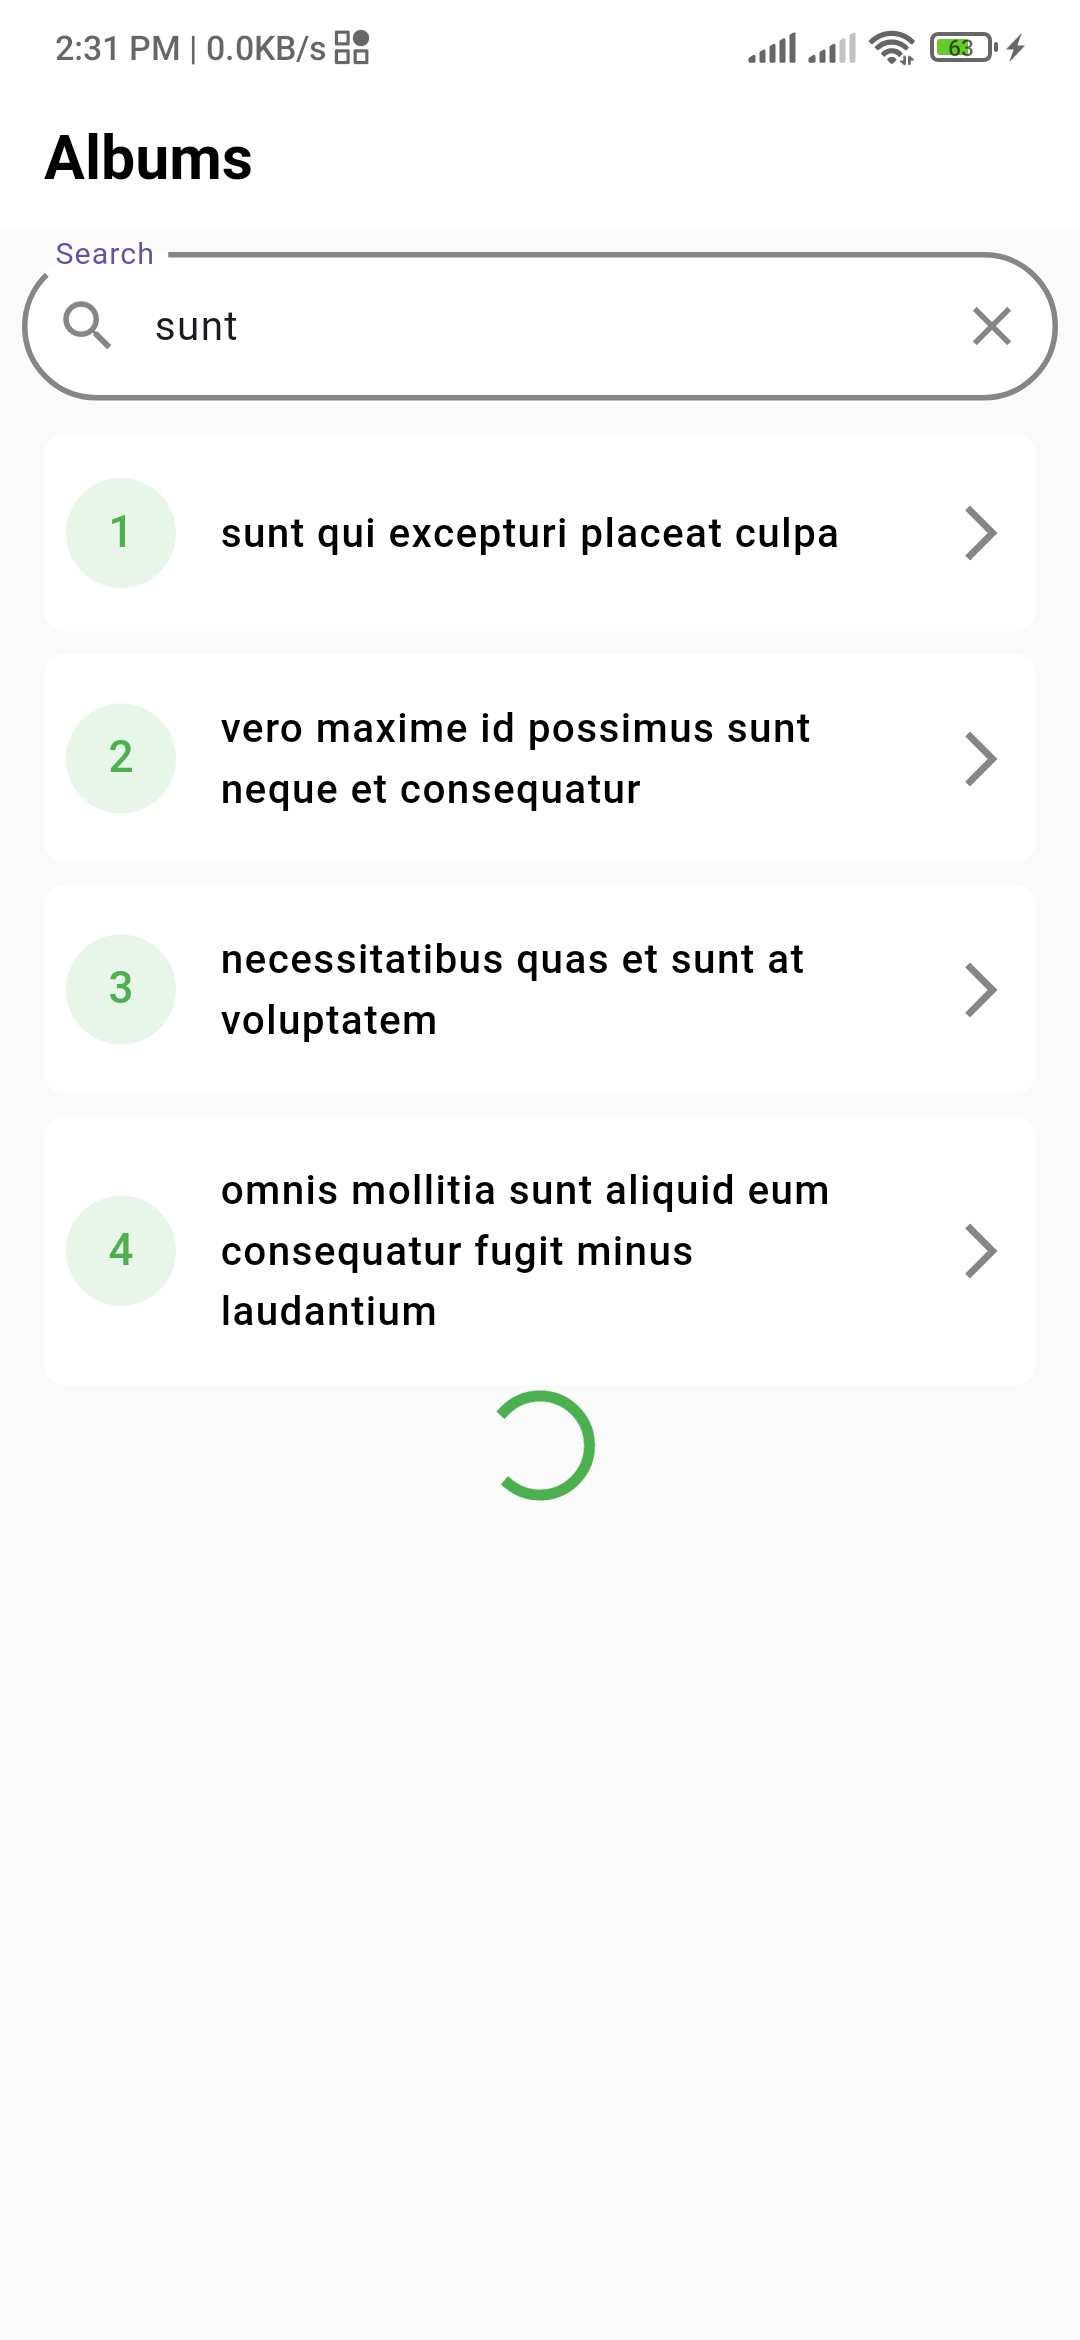 2:31 PM | 0.0KB/s
63
Albums
Search
sunt
1
sunt qui excepturi placeat culpa
2
vero maxime id possimus sunt
neque et consequatur
3
necessitatibus quas et sunt at
voluptatem
4
omnis mollitia sunt aliquid eum
consequatur fugit minus
laudantium